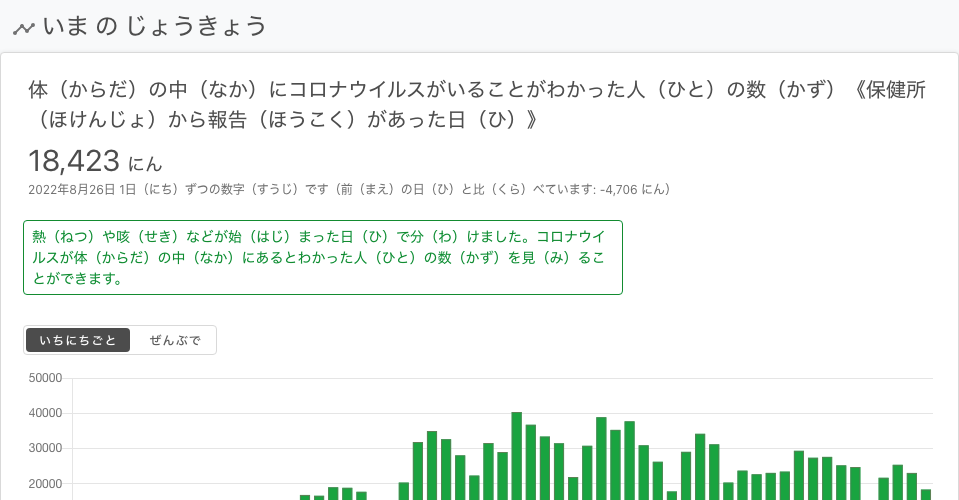 いま の じょうきょう
体（からだ）の中（なか）にコロナウイルスがいることがわかった人（ひと）の数（かず）《保健所
（ほけんじょ）から報告（ほうこく）があった日（ひ）》
18,423 にん
2022年8月26日 1日（にち）ずつの数字（すうじ）です（前（まえ）の日（ひ）と比（くら）べています: -4,706 にん）
熱（ねつ）や咳（せき）などが始（はじ）まった日（ひ）で分（わ）けました。コロナウイ
ルスが体（からだ）の中（なか）にあるとわかった人（ひと）の数（かず）を見（み）るこ
とができます。
いちにちごと ぜんぶで
50000
40000
30000
20000